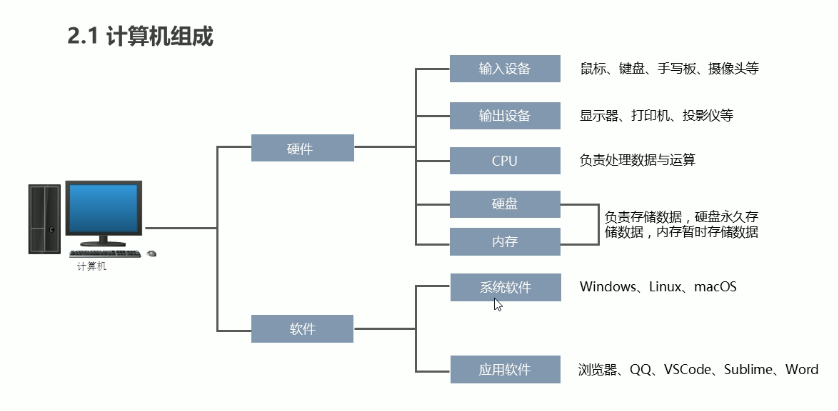 2.1 计算机组成
输入设备
鼠标、键盘、手写板、摄像头等
输出设备
显示器、打印机、投影仪等
硬件
CPU
负责处理数据与运算
硬盘
负责存储数据，硬盘永久存
储数据，内存暂时存储数据
内存
计算机
系统软件
Windows、Linux、macOS
软件
应用软件
浏览器、QQ、VSCode、Sublime、Word